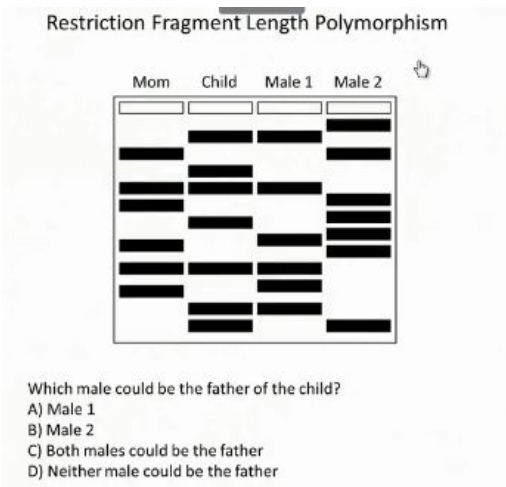 Restriction Fragment Length Polymorphism
Mom Child Male 1 Male 2
Which male could be the father of the child?
A) Male 1
B) Male 2
C) Both males could be the father
D) Neither male could be the father